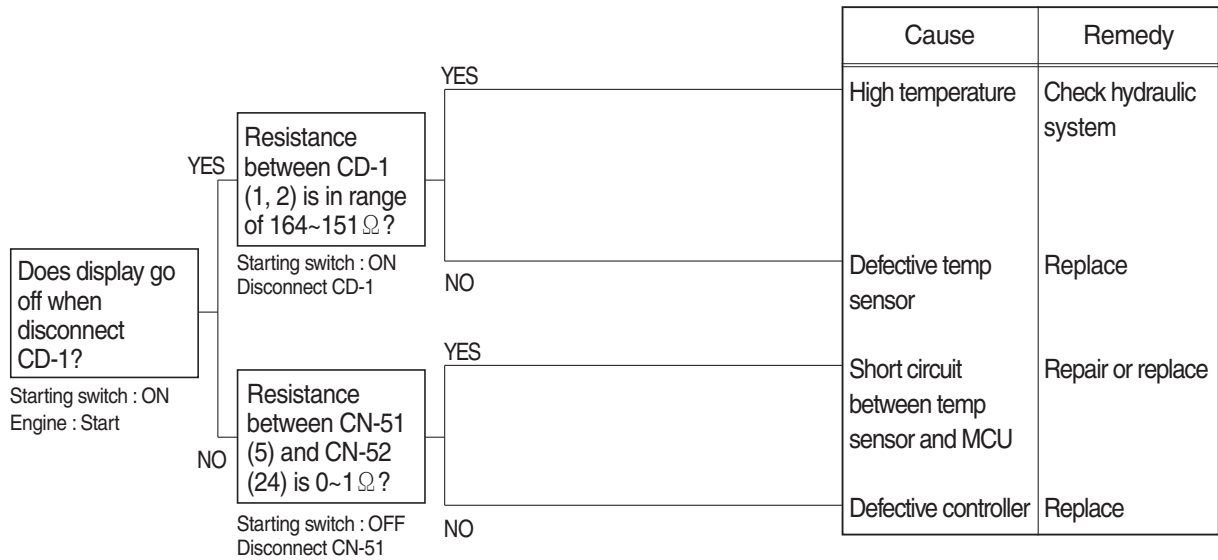 Does display go
off when
disconnect
CD-1?
Starting switch : ON
Engine : Start
YES
Resistance
between CD-1
(1, 2) is in range
of 164~151Ω?
Starting switch : ON
Disconnect CD-1
NO
Resistance
between CN-51
(5) and CN-52
(24) is 0~1Ω?
Starting switch : OFF
Disconnect CN-51
YES
NO
YES
NO
Cause Remedy
High temperature Check hydraulic
system
Defective temp Replace
sensor
Short circuit Repair or replace
between temp
sensor and MCU
Defective controller Replace